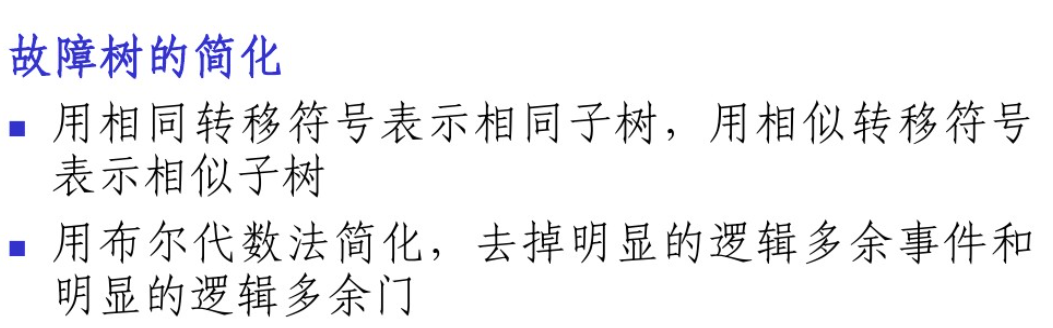 故障树的简化
■ 用相同转移符号表示相同子树，用相似转移符号
表示相似子树
■ 用布尔代数法简化，去掉明显的逻辑多余事件和
明显的逻辑多余门